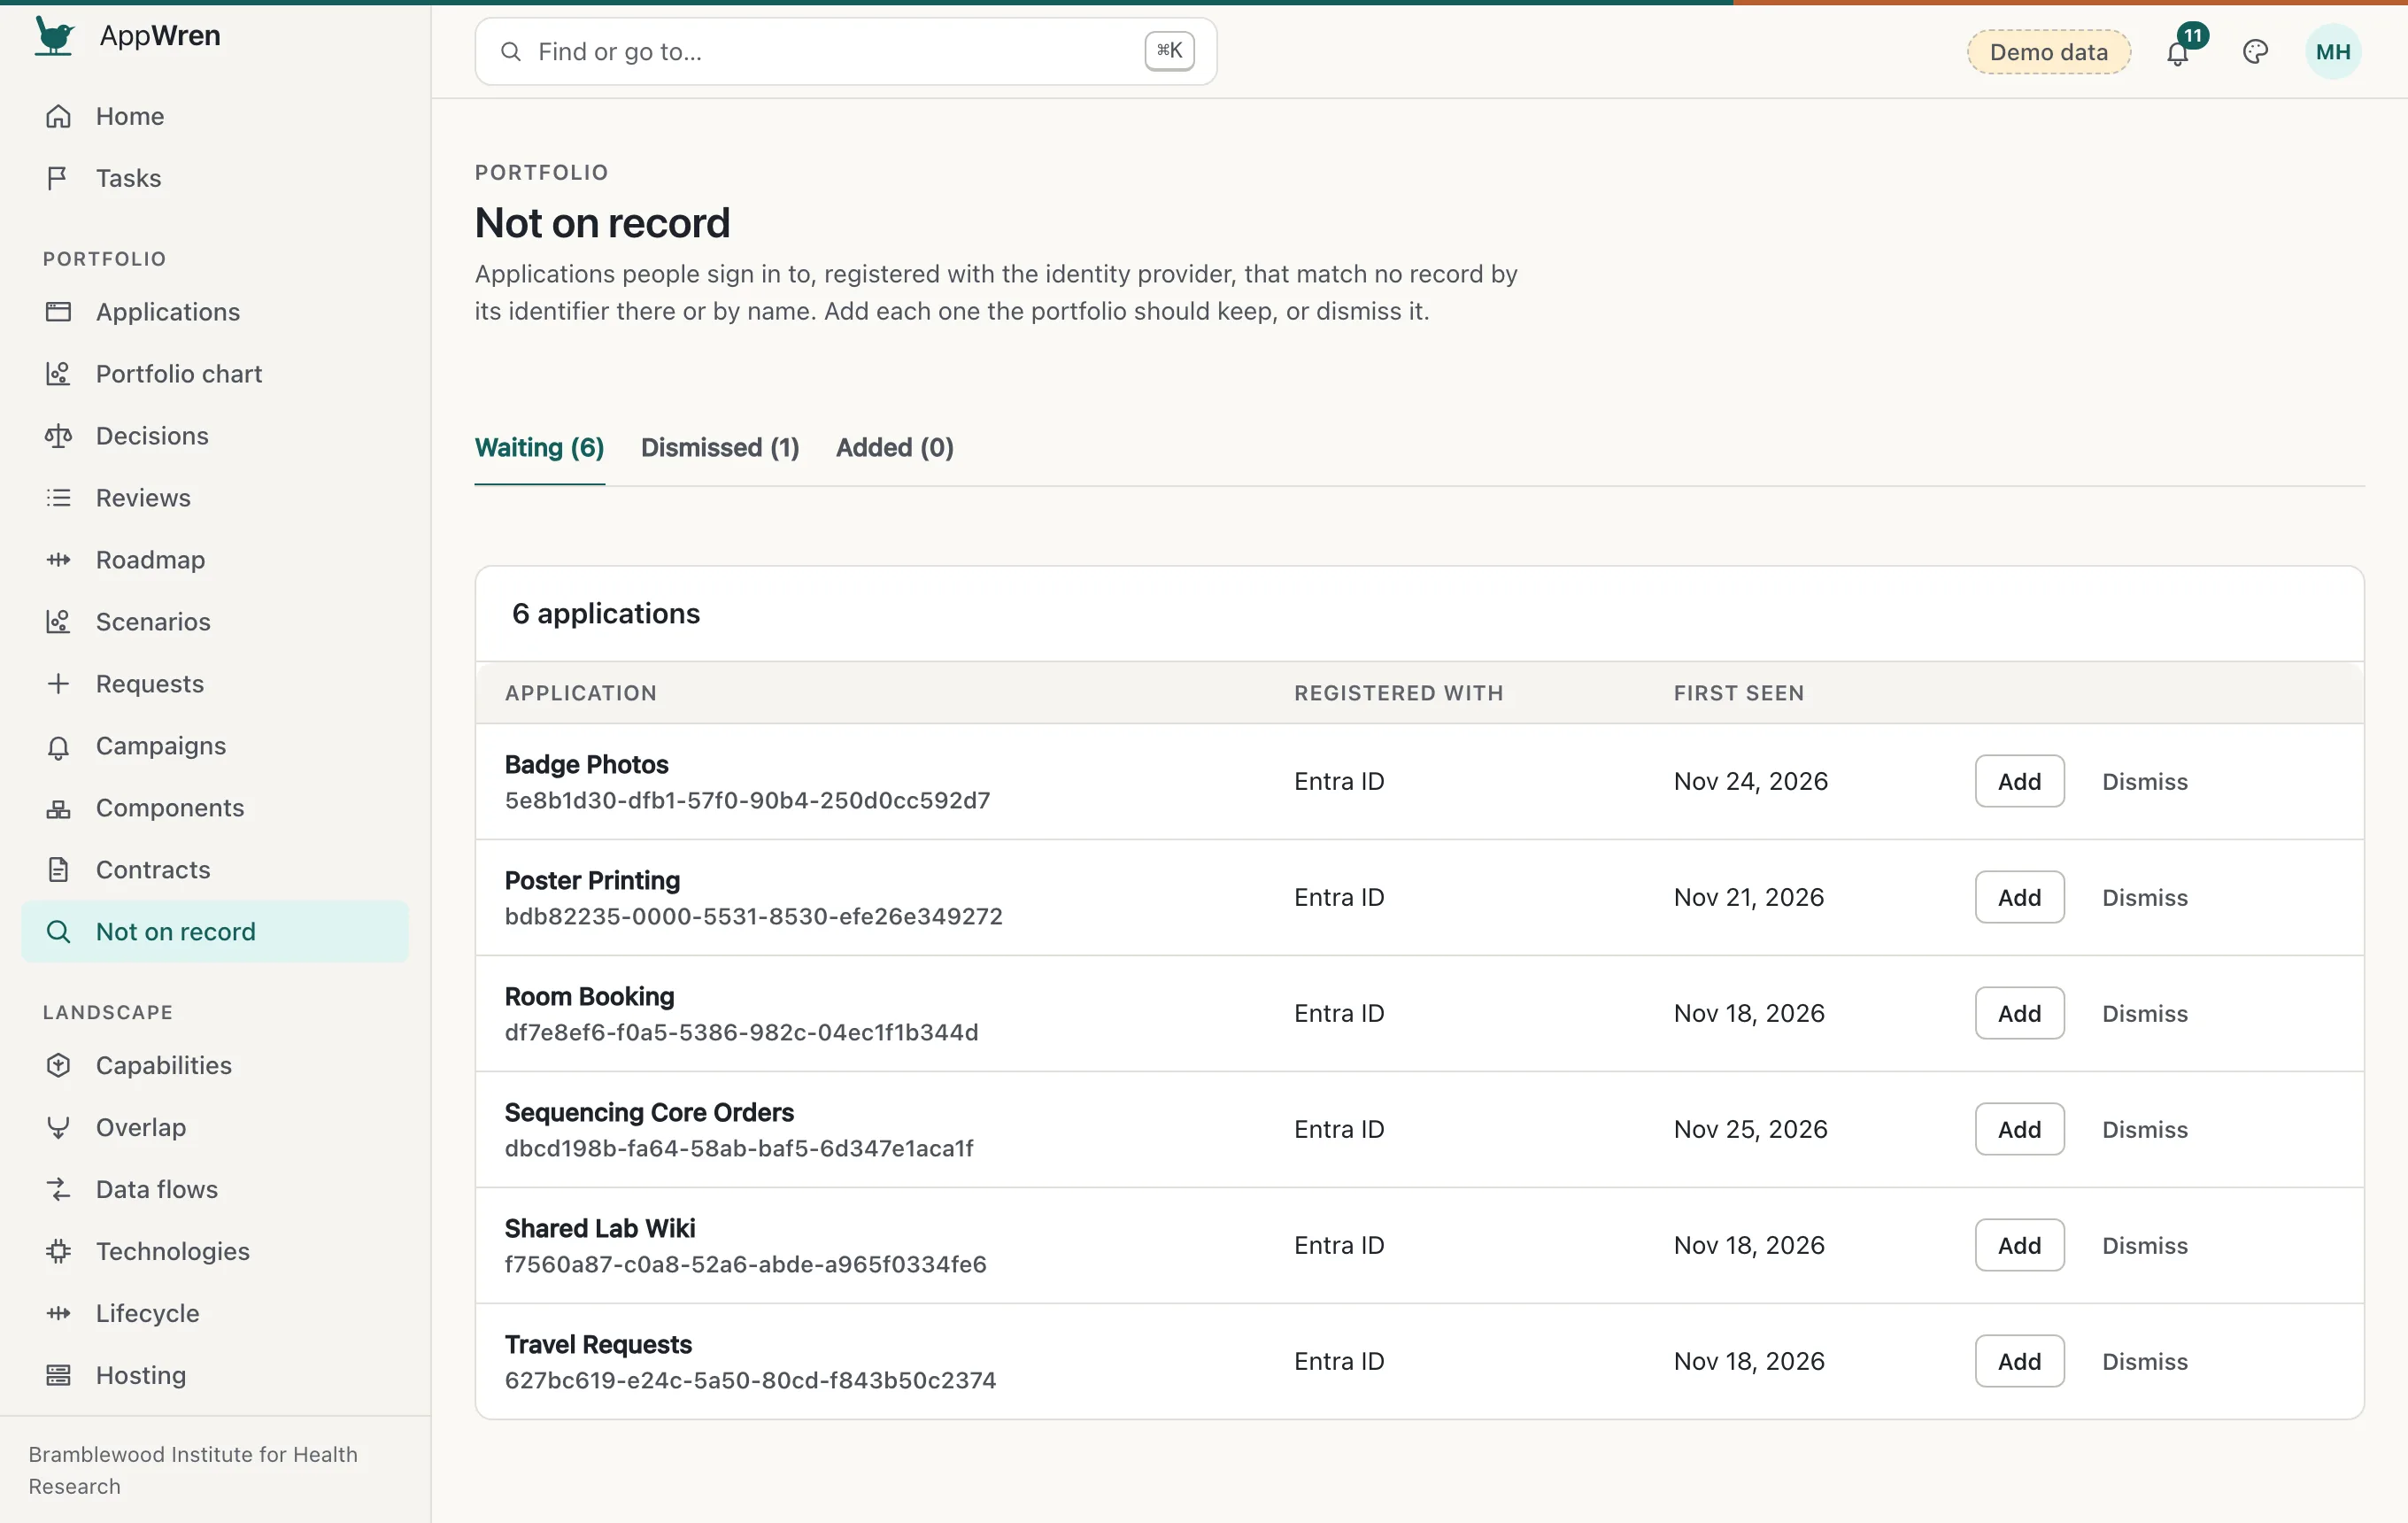 AppWren
Find or go to...
⌘K
Demo data
11
MH
Home
Tasks
PORTFOLIO
Applications
Portfolio chart
Decisions
Reviews
Roadmap
Scenarios
Requests
Campaigns
Components
Contracts
Not on record
LANDSCAPE
Capabilities
Overlap
Data flows
Technologies
Lifecycle
Hosting
Bramblewood Institute for Health
Research
PORTFOLIO
Not on record
Applications people sign in to, registered with the identity provider, that match no record by
its identifier there or by name. Add each one the portfolio should keep, or dismiss it.
Waiting (6) Dismissed (1) Added (0)
6 applications
APPLICATION REGISTERED WITH FIRST SEEN
Badge Photos
5e8b1d30-dfb1-57f0-90b4-250d0cc592d7
Entra ID Nov 24, 2026 Add Dismiss
Poster Printing
bdb82235-0000-5531-8530-efe26e349272
Entra ID Nov 21, 2026 Add Dismiss
Room Booking
df7e8ef6-f0a5-5386-982c-04ec1f1b344d
Entra ID Nov 18, 2026 Add Dismiss
Sequencing Core Orders
dbcd198b-fa64-58ab-baf5-6d347e1aca1f
Entra ID Nov 25, 2026 Add Dismiss
Shared Lab Wiki
f7560a87-c0a8-52a6-abde-a965f0334fe6
Entra ID Nov 18, 2026 Add Dismiss
Travel Requests
627bc619-e24c-5a50-80cd-f843b50c2374
Entra ID Nov 18, 2026 Add Dismiss